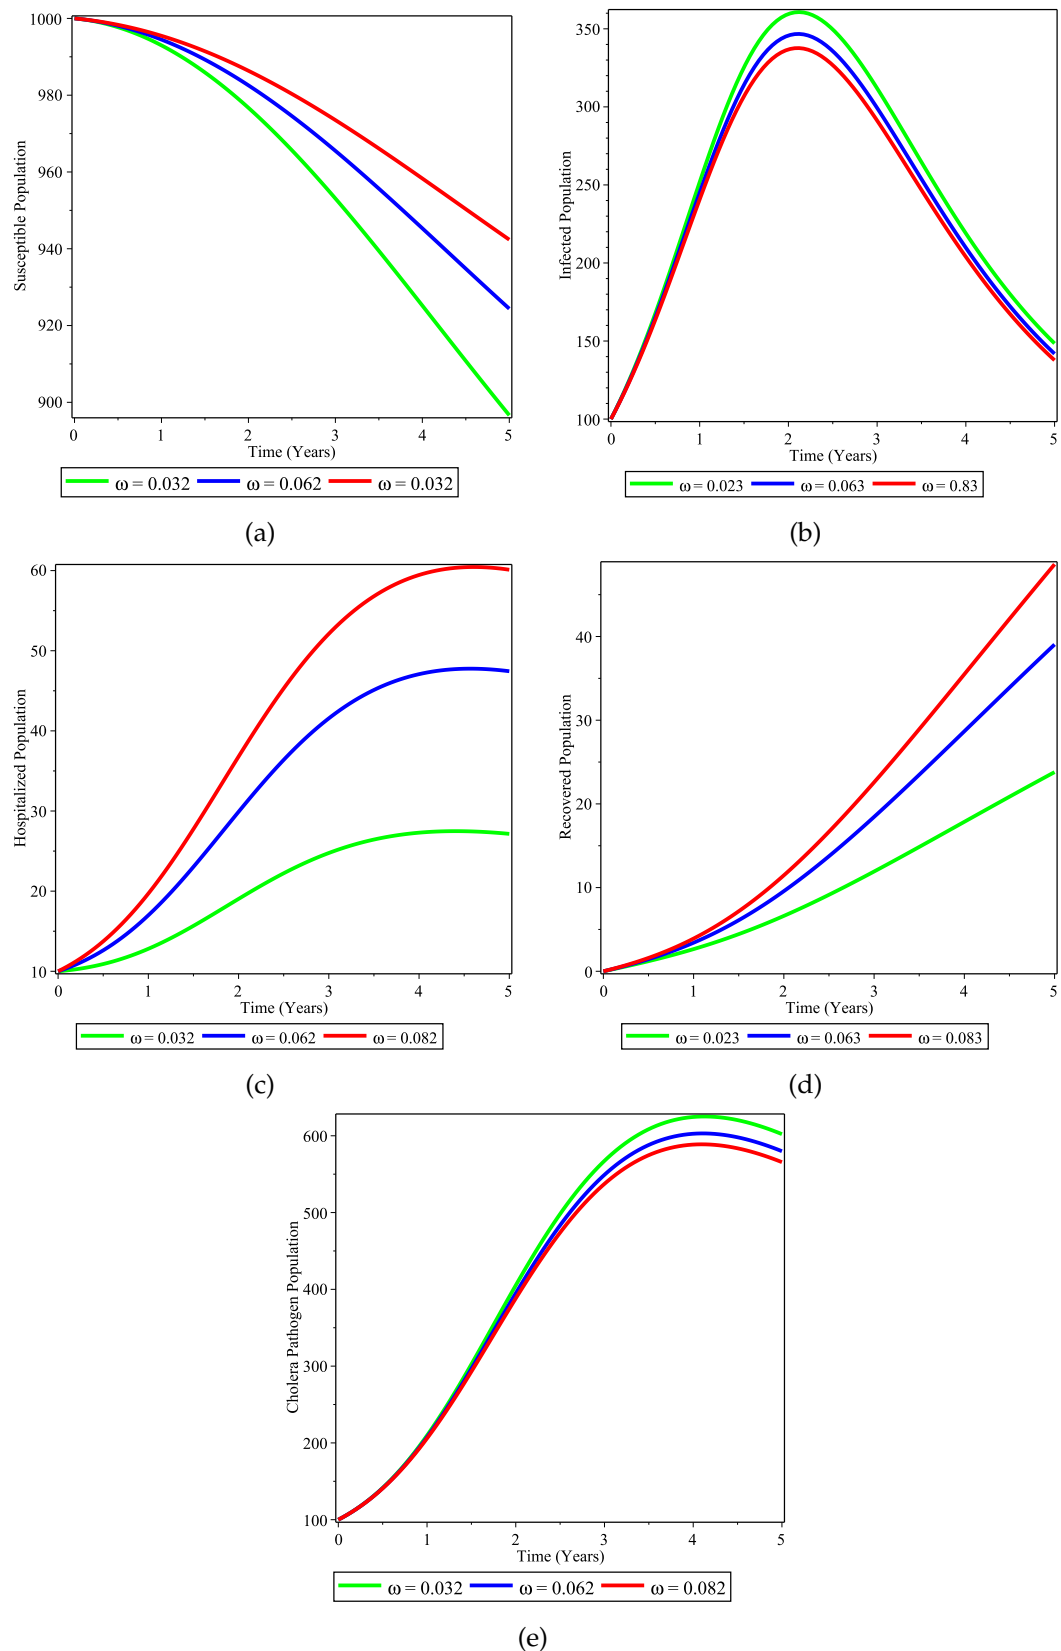 1000
980
960
940
920
900
Susceptible Population
0 1 2 3 4 5
Time (Years)
ω = 0.032 ω = 0.062 ω = 0.032
(a)
350
300
250
200
150
100
Infected Population
0 1 2 3 4 5
Time (Years)
ω = 0.023 ω = 0.063 ω = 0.83
(b)
60
50
40
30
20
10
Hospitalized Population
0 1 2 3 4 5
Time (Years)
ω = 0.032 ω = 0.062 ω = 0.082
(c)
40
30
20
10
0
Recovered Population
0 1 2 3 4 5
Time (Years)
ω = 0.023 ω = 0.063 ω = 0.083
(d)
600
500
400
300
200
100
Cholera Pathogen Population
0 1 2 3 4 5
Time (Years)
ω = 0.032 ω = 0.062 ω = 0.082
(e)